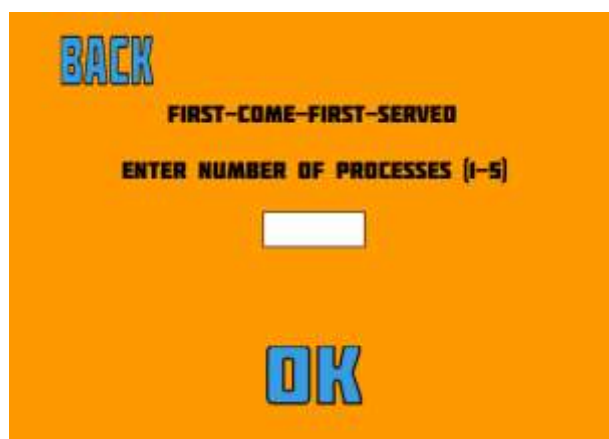 BACK
FIRST-COME-FIRST-SERVED
ENTER NUMBER OF PROCESSES (1-5)
OK